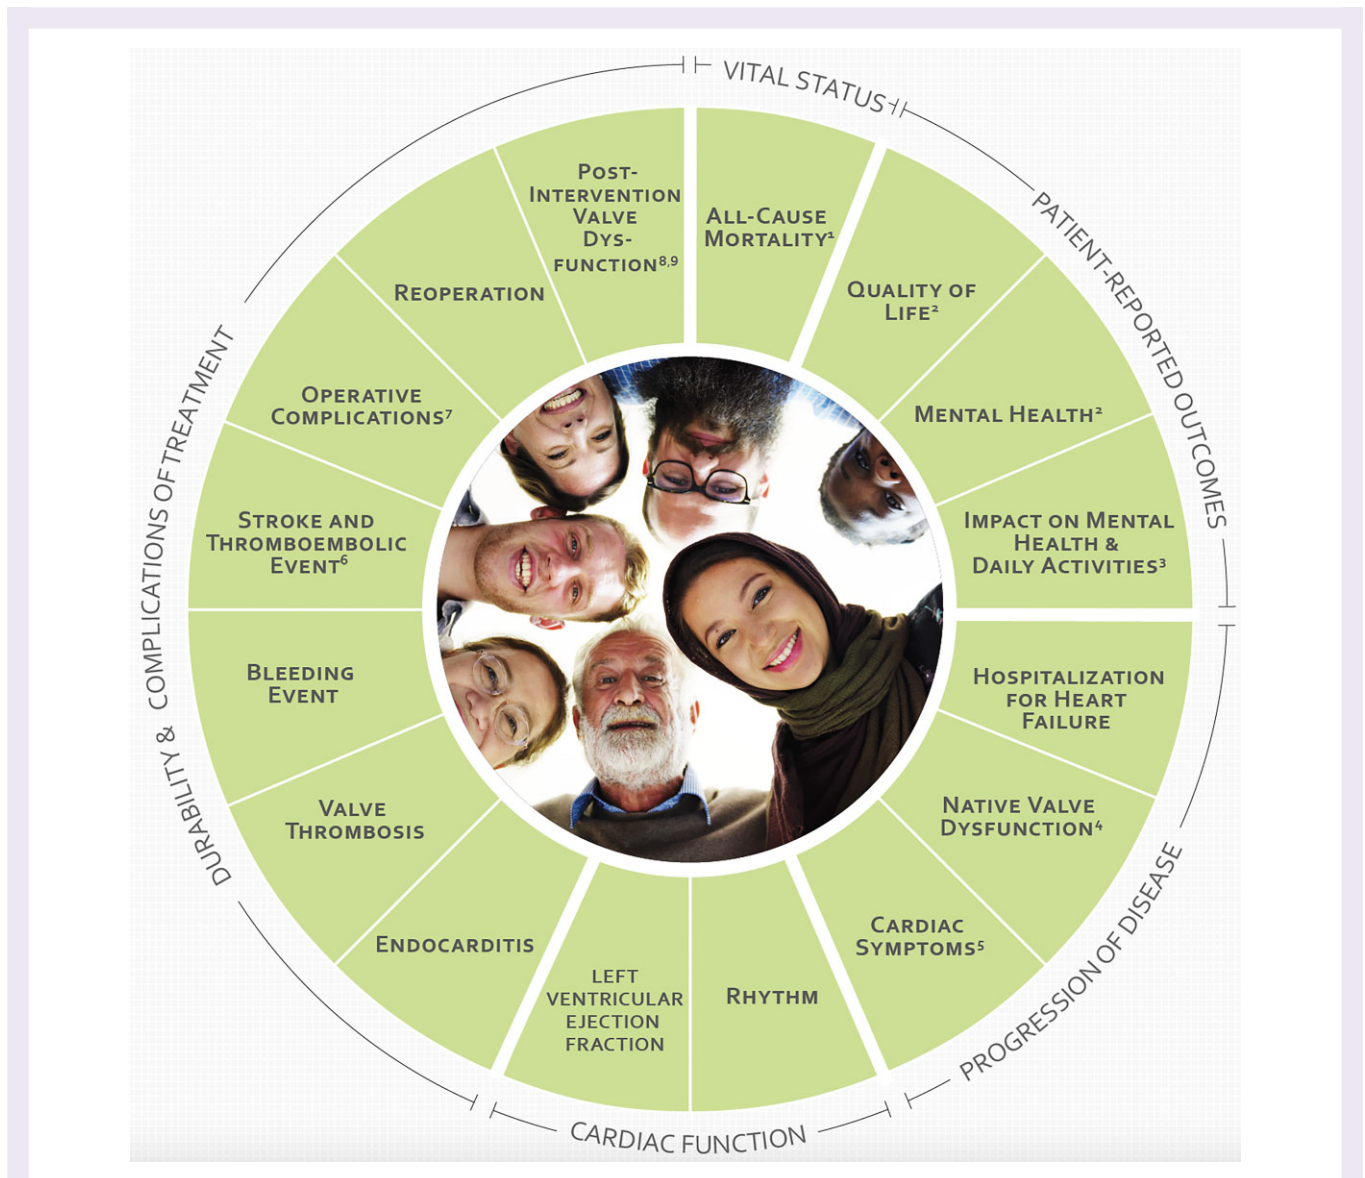 VITAL STATUS
PATIENT-REPORTED OUTCOMES
PROGRESSION OF DISEASE
CARDIAC FUNCTION
DURABILITY & COMPLICATIONS OF TREATMENT
ALL-CAUSE
MORTALITY¹
QUALITY OF
LIFE²
MENTAL HEALTH²
IMPACT ON MENTAL
HEALTH &
DAILY ACTIVITIES³
HOSPITALIZATION
FOR HEART
FAILURE
NATIVE VALVE
DYSFUNCTION⁴
CARDIAC
SYMPTOMS⁵
RHYTHM
LEFT
VENTRICULAR
EJECTION
FRACTION
ENDOCARDITIS
VALVE
THROMBOSIS
BLEEDING
EVENT
STROKE AND
THROMBOEMBOLIC
EVENT⁶
OPERATIVE
COMPLICATIONS⁷
REOPERATION
POST-
INTERVENTION
VALVE
DYS-
FUNCTION⁸,⁹